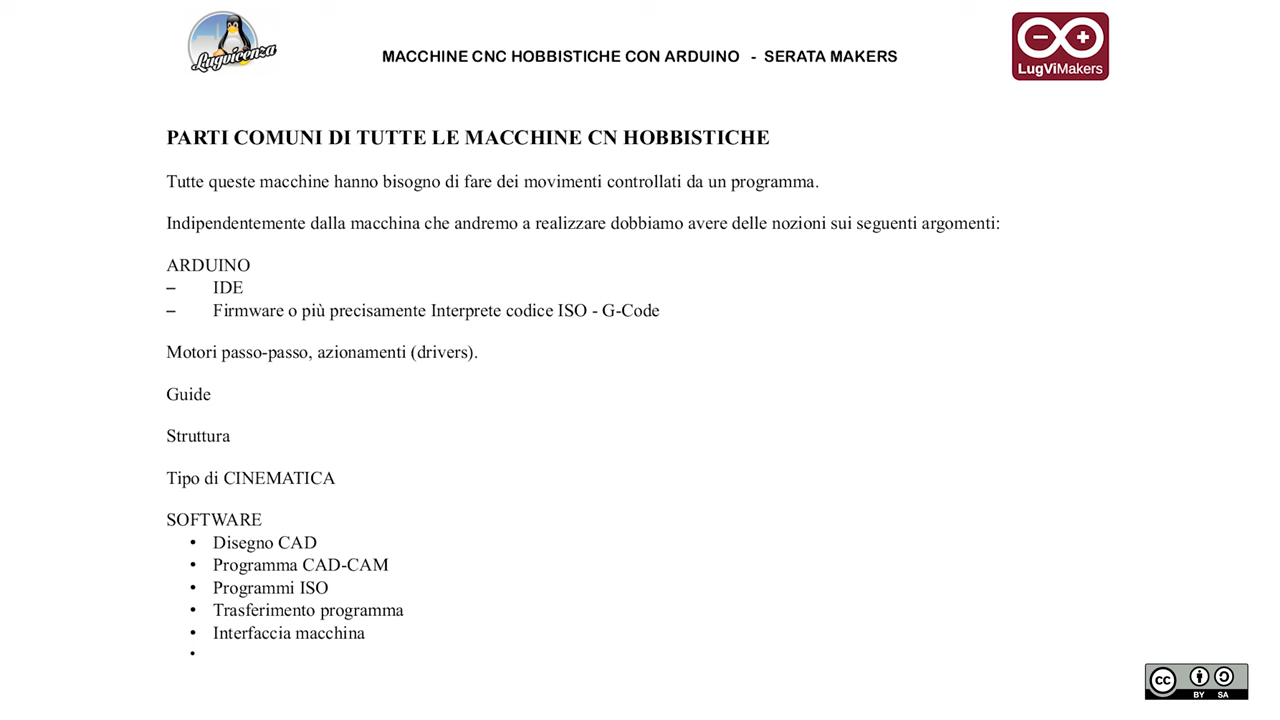 Lugvicenza
MACCHINE CNC HOBBISTICHE CON ARDUINO - SERATA MAKERS
LugViMakers
PARTI COMUNI DI TUTTE LE MACCHINE CN HOBBISTICHE
Tutte queste macchine hanno bisogno di fare dei movimenti controllati da un programma.
Indipendentemente dalla macchina che andremo a realizzare dobbiamo avere delle nozioni sui seguenti argomenti:
ARDUINO
– IDE
– Firmware o più precisamente Interprete codice ISO - G-Code
Motori passo-passo, azionamenti (drivers).
Guide
Struttura
Tipo di CINEMATICA
SOFTWARE
• Disegno CAD
• Programma CAD-CAM
• Programmi ISO
• Trasferimento programma
• Interfaccia macchina
•
cc
BY SA